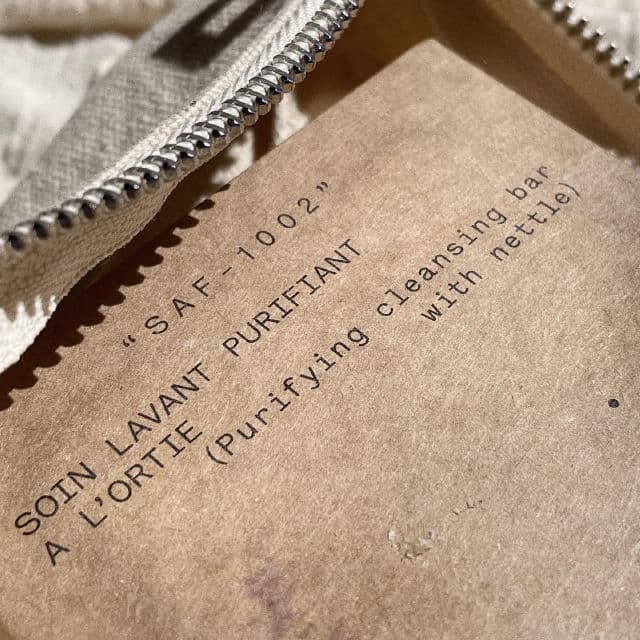 “SAF-1002”
SOIN LAVANT PURIFIANT
A L'ORTIE
(Purifying cleansing bar
with nettle)